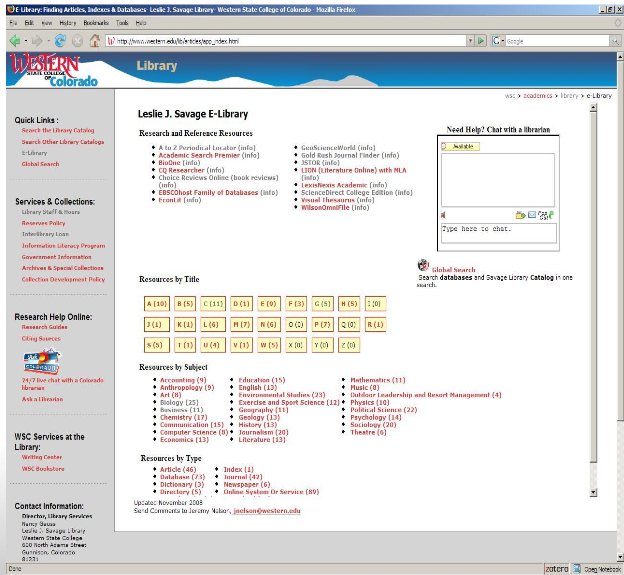 E Library: Finding Articles, Indexes & Databases Leslie J. Savage Library Western State College of Colorado - Mozilla Firefox
File Edit View History Bookmarks Tools Help
http://www.western.edu/lib/articles/app_index.html
Google
WESTERN
STATE COLLEGE
OF Colorado
Library
wsc > academics > library > e-Library
Quick Links :
Search the Library Catalog
Search Other Library Catalogs
E-Library
Global Search
Services & Collections:
Library Staff & Hours
Reserves Policy
Interlibrary Loan
Information Literacy Program
Government Information
Archives & Special Collections
Collection Development Policy
Research Help Online:
Research Guides
Citing Sources
24/7 live chat with a Colorado
librarian
Ask a Librarian
WSC Services at the
Library:
Writing Center
WSC Bookstore
Contact Information:
Director, Library Services
Nancy Gauss
Leslie J. Savage Library
Western State College
600 North Adams Street
Gunnison, Colorado
81231
Leslie J. Savage E-Library
Research and Reference Resources
A to Z Periodical Locator (info)
Academic Search Premier (info)
BioOne (info)
CQ Researcher (info)
Choice Reviews Online (book reviews)
(info)
EBSCOhost Family of Databases (info)
EconLit (info)
GeoScienceWorld (info)
Gold Rush Journal Finder (info)
JSTOR (info)
LION (Literature Online) with MLA
(info)
LexisNexis Academic (info)
ScienceDirect College Edition (info)
Visual Thesaurus (info)
WilsonOmniFile (info)
Need Help? Chat with a librarian
Available
Type here to chat.
Global Search
Search databases and Savage Library Catalog in one
search.
Resources by Title
A (10) B (5) C (11) D (1) E (9) F (3) G (5) H (5) I (0)
J (1) K (1) L (6) M (7) N (6) O (0) P (7) Q (0) R (1)
S (5) T (1) U (4) V (1) W (5) X (0) Y (0) Z (0)
Resources by Subject
Accounting (9)
Anthropology (9)
Art (8)
Biology (25)
Business (11)
Chemistry (17)
Communication (15)
Computer Science (8)
Economics (13)
Education (15)
English (13)
Environmental Studies (23)
Exercise and Sport Science (12)
Geography (11)
Geology (13)
History (13)
Journalism (20)
Literature (13)
Mathematics (11)
Music (8)
Outdoor Leadership and Resort Management (4)
Physics (10)
Political Science (22)
Psychology (14)
Sociology (20)
Theatre (6)
Resources by Type
Article (46)
Database (73)
Dictionary (3)
Directory (5)
Index (1)
Journal (42)
Newspaper (6)
Online System Or Service (89)
Updated November 2008
Send Comments to Jeremy Nelson, jnelson@western.edu
Done
zotero
Open Notebook